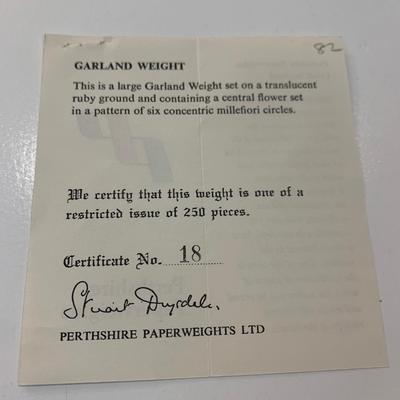 82
GARLAND WEIGHT
This is a large Garland Weight set on a translucent
ruby ground and containing a central flower set
in a pattern of six concentric millefiori circles.
We certify that this weight is one of a
restricted issue of 250 pieces.
Certificate No. 18
Stuart Drysdale.
PERTHSHIRE PAPERWEIGHTS LTD